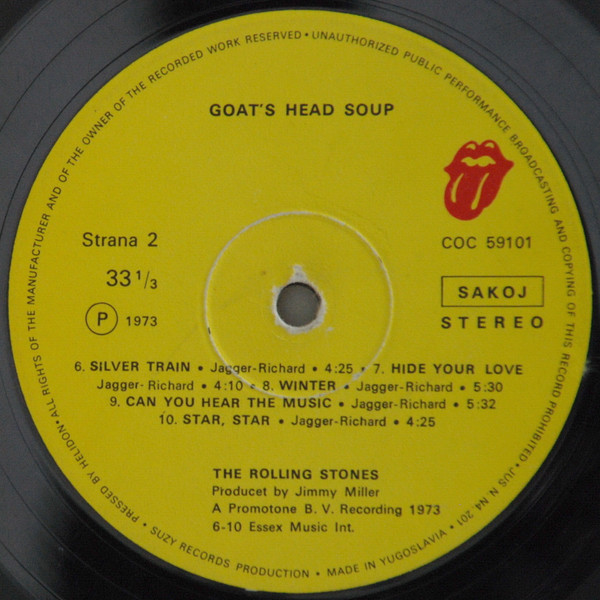 ALL RIGHTS OF THE MANUFACTURER AND OF THE OWNER OF THE RECORDED WORK RESERVED • UNAUTHORIZED PUBLIC PERFORMANCE BROADCASTING AND COPYING OF THIS RECORD PROHIBITED • JUS N N4. 201 •
GOAT'S HEAD SOUP
Strana 2
COC 59101
33 1/3
SAKOJ
P 1973
STEREO
6. SILVER TRAIN • Jagger-Richard • 4:25 • 7. HIDE YOUR LOVE
Jagger-Richard • 4:10 • 8. WINTER • Jagger-Richard • 5:30
9. CAN YOU HEAR THE MUSIC • Jagger-Richard • 5:32
10. STAR, STAR • Jagger-Richard • 4:25
THE ROLLING STONES
Producet by Jimmy Miller
A Promotone B. V. Recording 1973
6-10 Essex Music Int.
PRESSED BY HELIDON • SUZY RECORDS PRODUCTION • MADE IN YUGOSLAVIA •